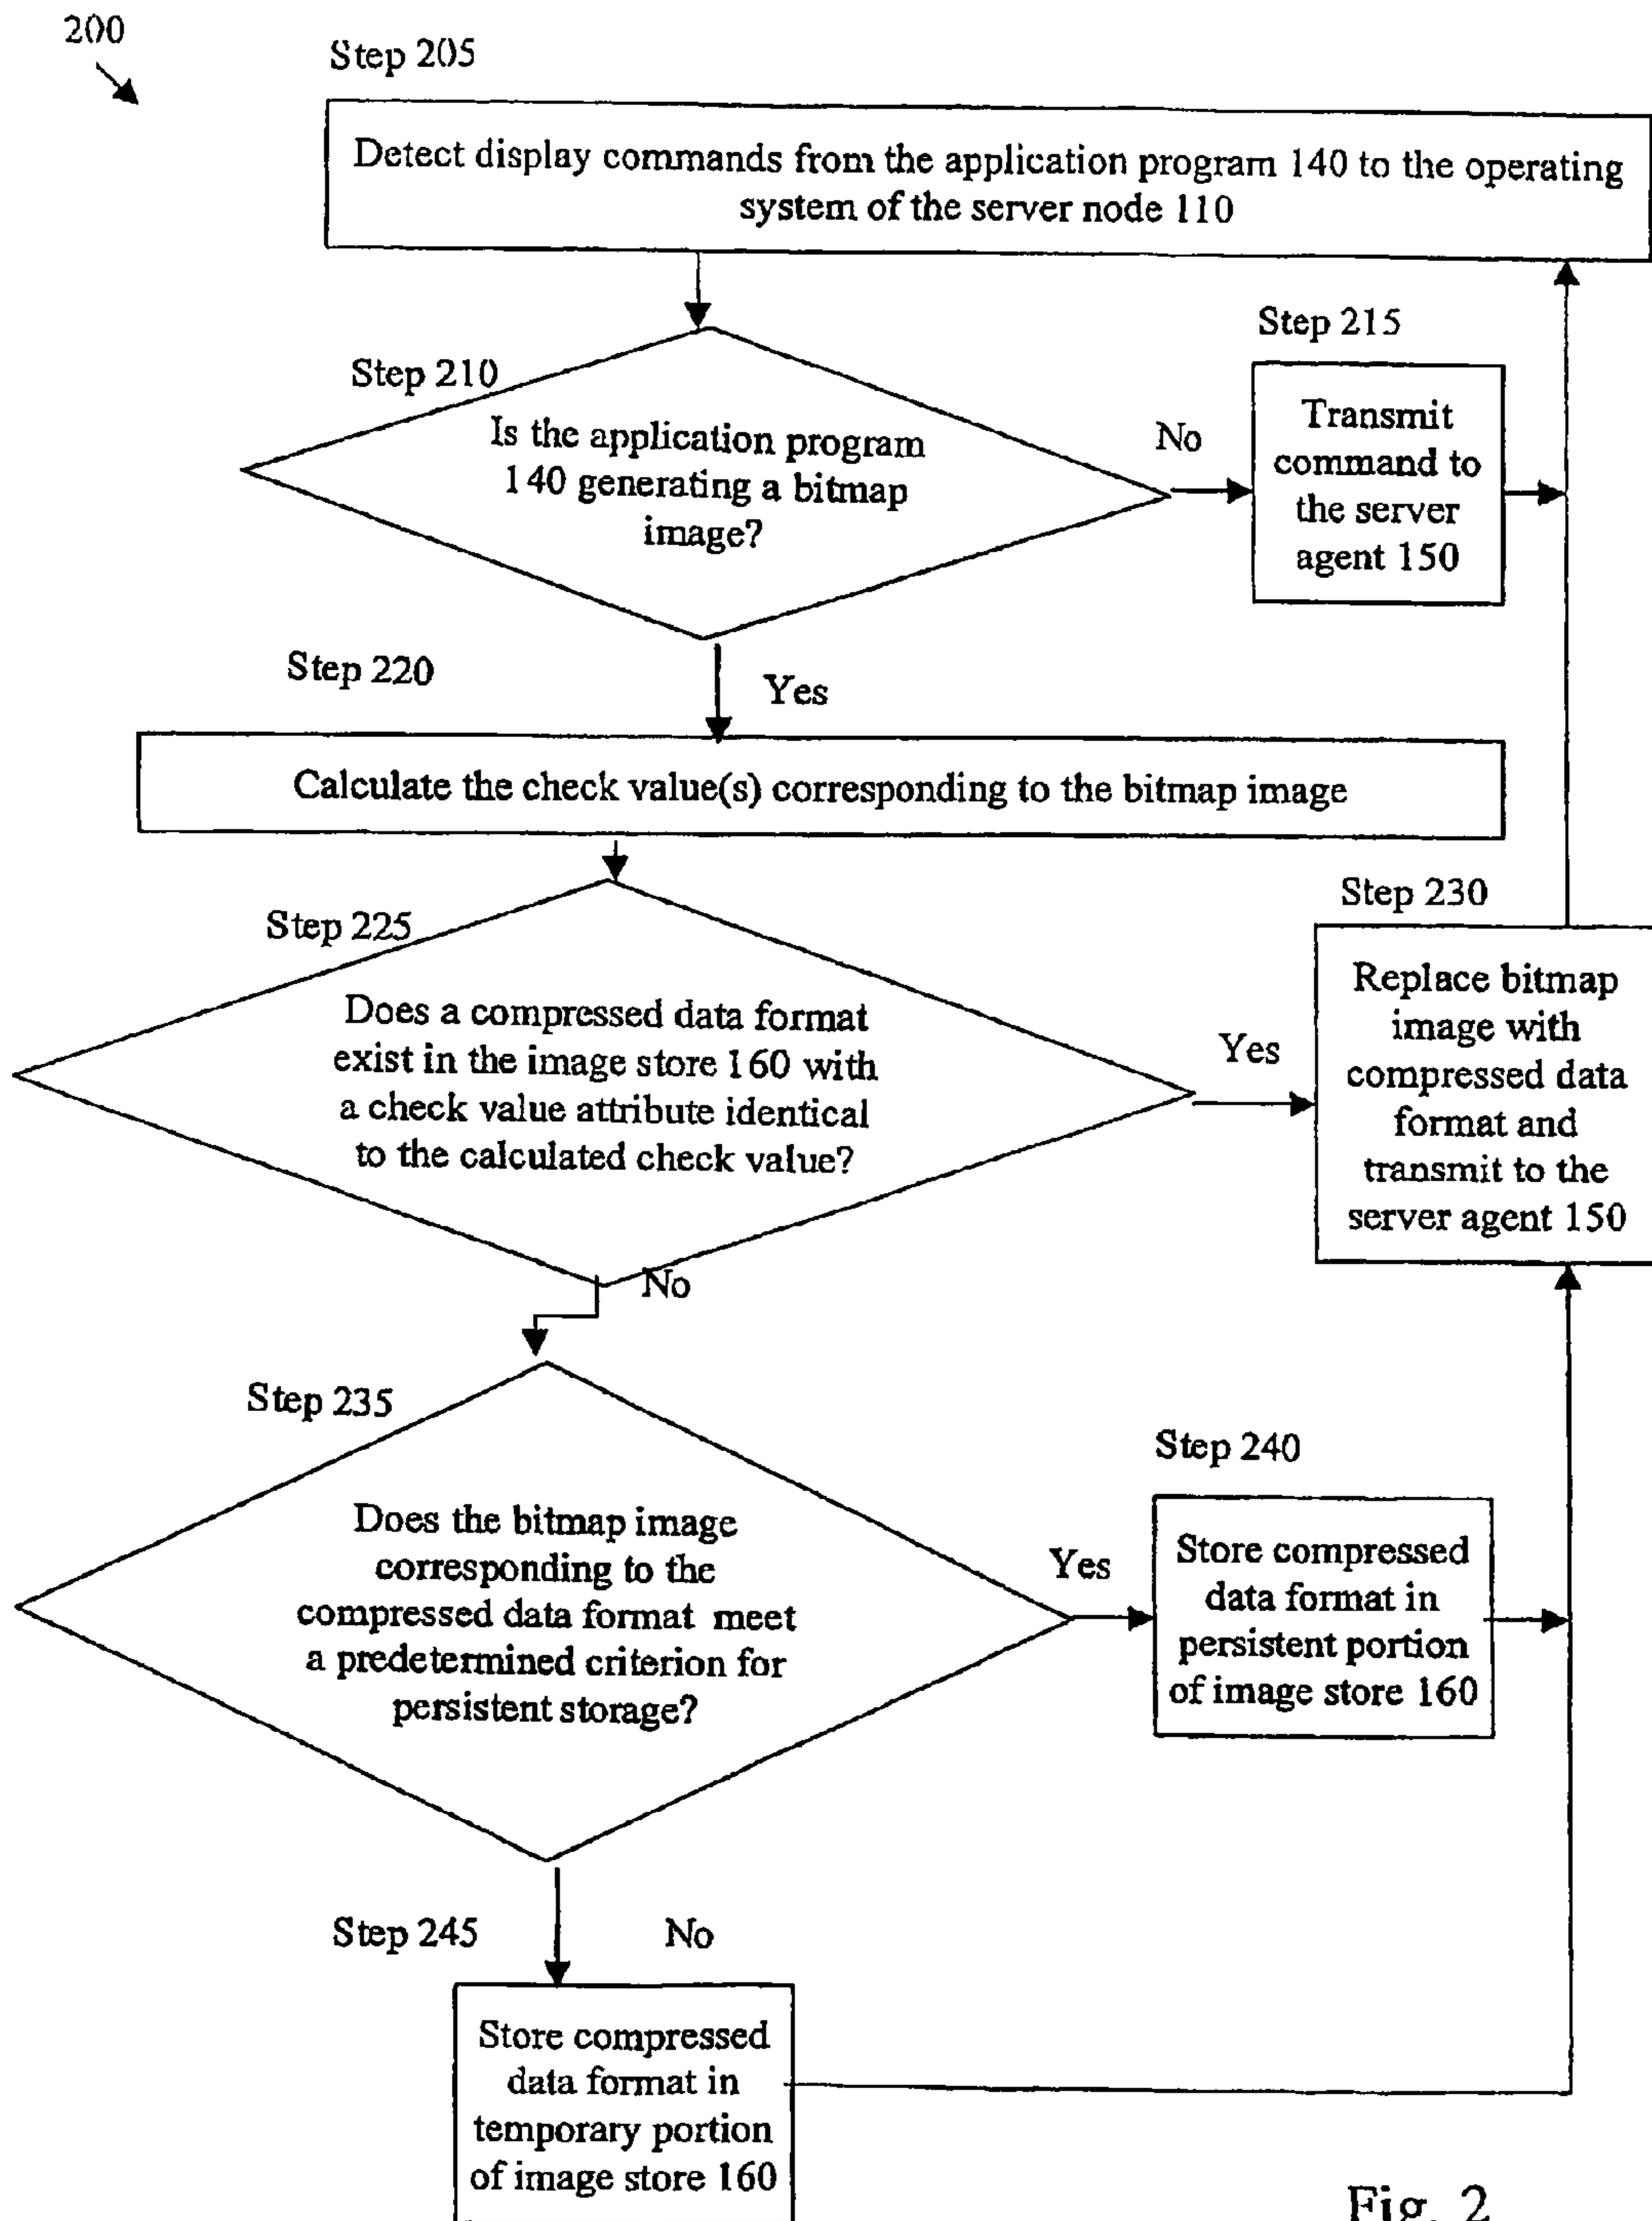 200
Step 205
Detect display commands from the application program 140 to the operating
system of the server node 110
Step 210
Is the application program
140 generating a bitmap
image?
No
Step 215
Transmit
command to
the server
agent 150
Step 220
Yes
Calculate the check value(s) corresponding to the bitmap image
Step 225
Does a compressed data format
exist in the image store 160 with
a check value attribute identical
to the calculated check value?
Yes
Step 230
Replace bitmap
image with
compressed data
format and
transmit to the
server agent 150
No
Step 235
Does the bitmap image
corresponding to the
compressed data format meet
a predetermined criterion for
persistent storage?
Yes
Step 240
Store compressed
data format in
persistent portion
of image store 160
Step 245
No
Store compressed
data format in
temporary portion
of image store 160
Fig. 2